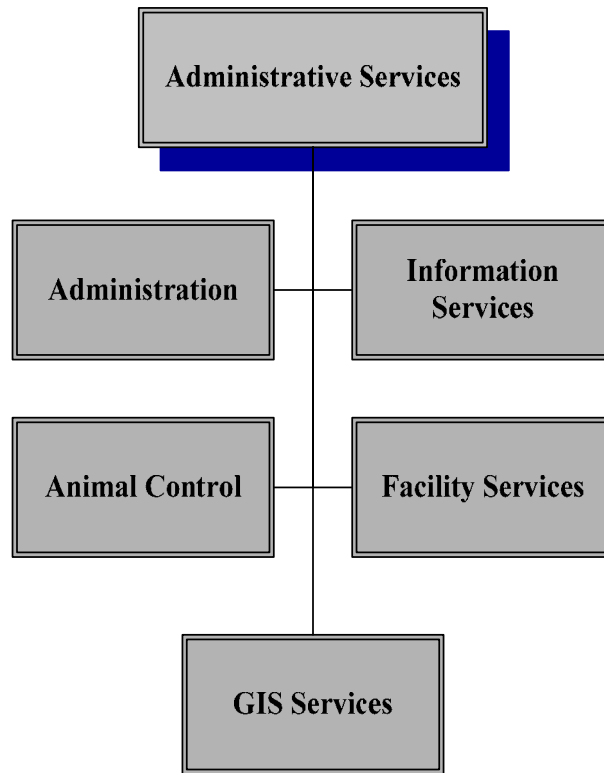 Administrative Services
Administration
Information
Services
Animal Control
Facility Services
GIS Services